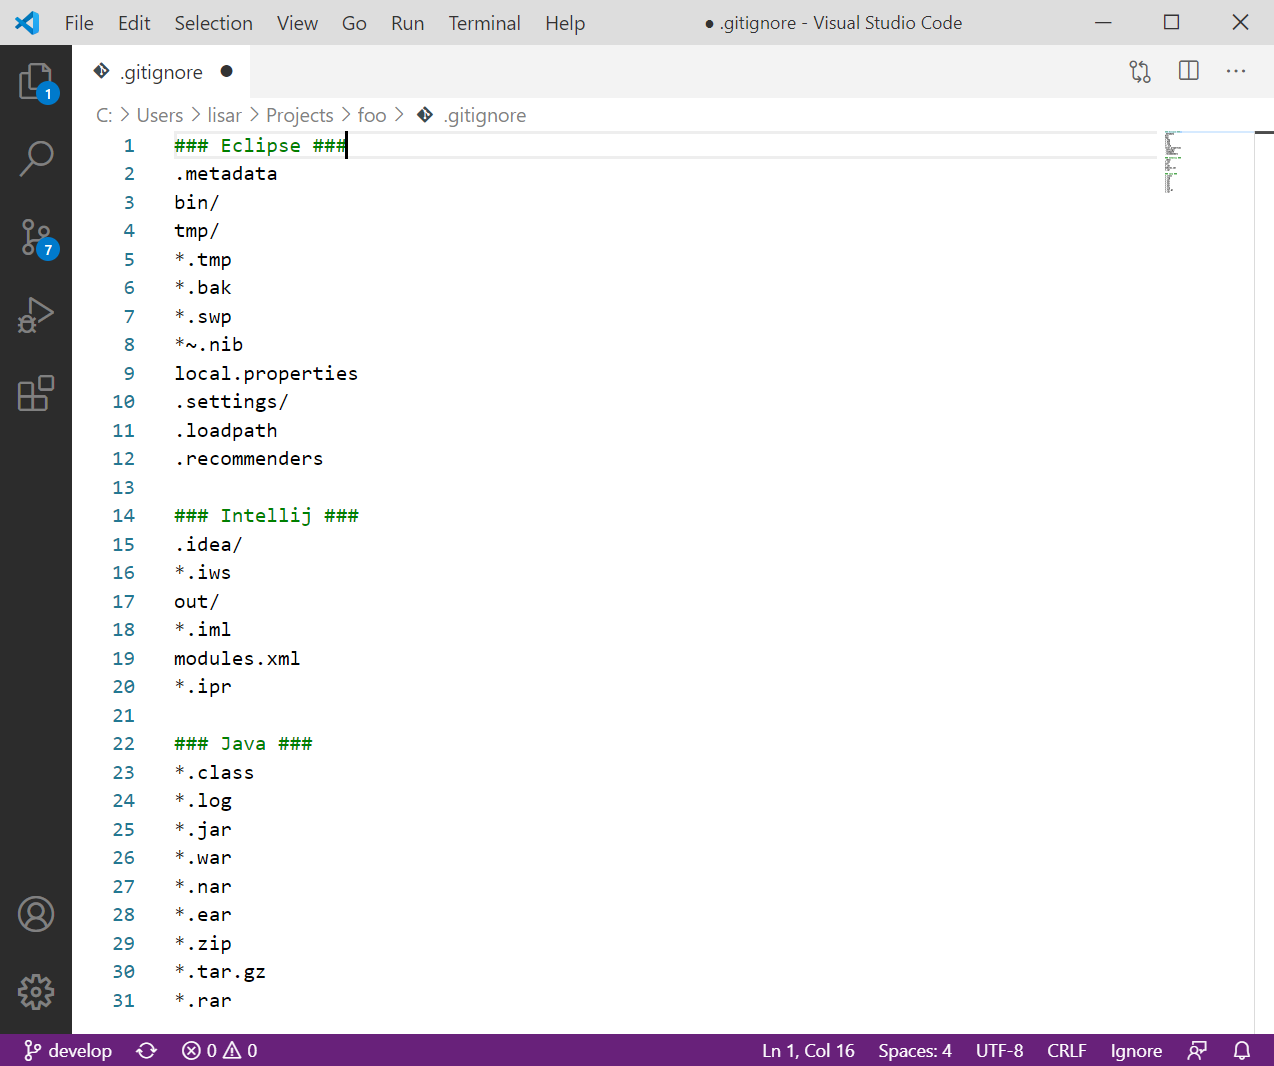 File Edit Selection View Go Run Terminal Help ● .gitignore - Visual Studio Code
.gitignore ●
C: > Users > lisar > Projects > foo > .gitignore
1 ### Eclipse ###
2 .metadata
3 bin/
4 tmp/
5 *.tmp
6 *.bak
7 *.swp
8 *~.nib
9 local.properties
10 .settings/
11 .loadpath
12 .recommenders
13
14 ### Intellij ###
15 .idea/
16 *.iws
17 out/
18 *.iml
19 modules.xml
20 *.ipr
21
22 ### Java ###
23 *.class
24 *.log
25 *.jar
26 *.war
27 *.nar
28 *.ear
29 *.zip
30 *.tar.gz
31 *.rar
1
7
develop 0 0 Ln 1, Col 16 Spaces: 4 UTF-8 CRLF Ignore